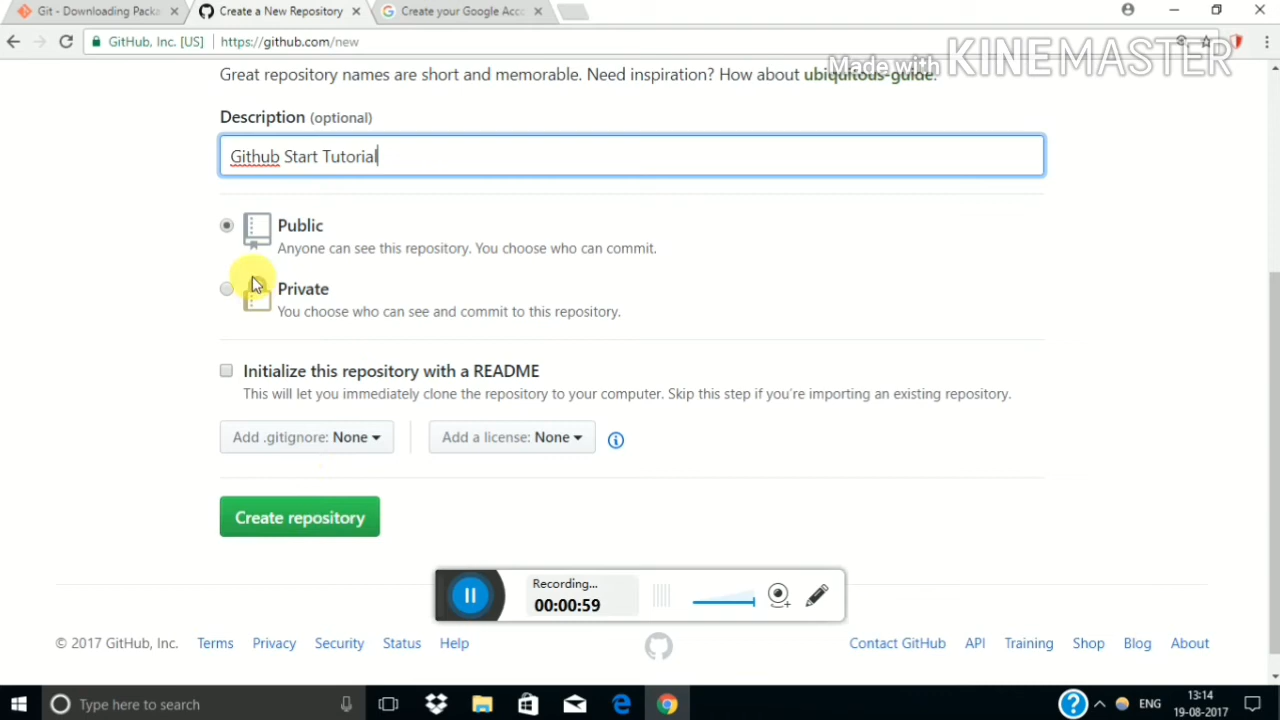 Git - Downloading Packa
Create a New Repository
Create your Google Acco
GitHub, Inc. [US]
https://github.com/new
Made with KINEMASTER
Great repository names are short and memorable. Need inspiration? How about ubiquitous-guide.
Description (optional)
Github Start Tutorial
Public
Anyone can see this repository. You choose who can commit.
Private
You choose who can see and commit to this repository.
Initialize this repository with a README
This will let you immediately clone the repository to your computer. Skip this step if you're importing an existing repository.
Add .gitignore: None
Add a license: None
Create repository
Recording...
00:00:59
© 2017 GitHub, Inc. Terms Privacy Security Status Help
Contact GitHub API Training Shop Blog About
Type here to search
ENG
13:14
19-08-2017